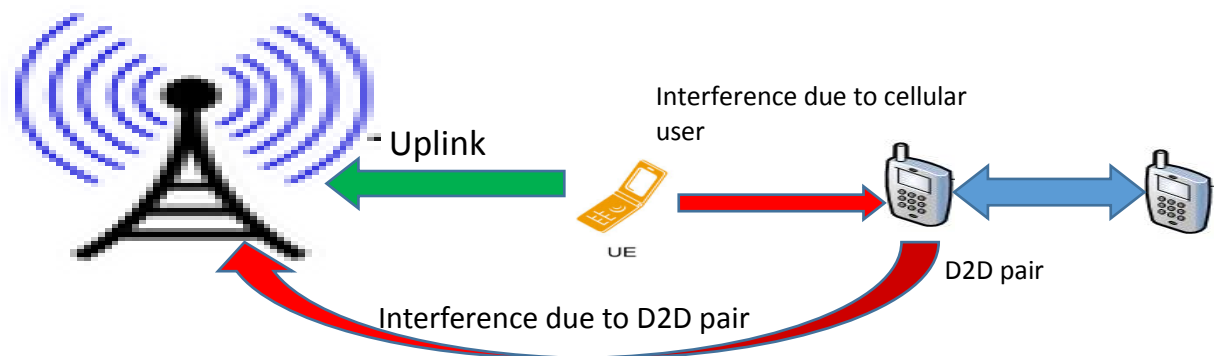 Interference due to cellular
user
Uplink
UE
D2D pair
Interference due to D2D pair